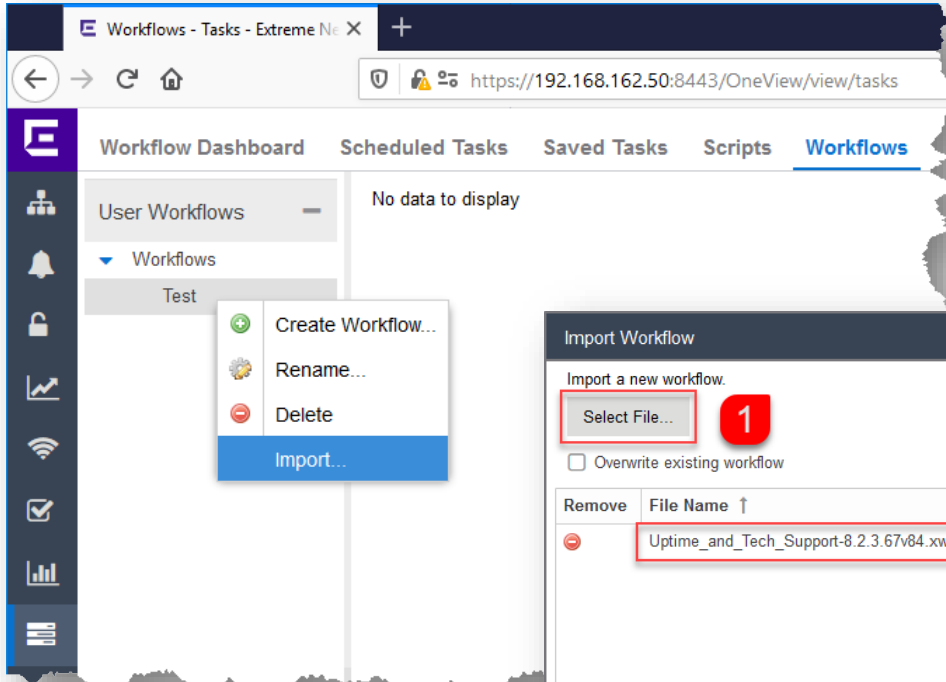 Workflows - Tasks - Extreme Ne
https://192.168.162.50:8443/OneView/view/tasks
Workflow Dashboard Scheduled Tasks Saved Tasks Scripts Workflows
User Workflows
No data to display
Workflows
Test
Create Workflow...
Rename...
Delete
Import...
Import Workflow
Import a new workflow.
Select File...
1
Overwrite existing workflow
Remove File Name ↑
Uptime_and_Tech_Support-8.2.3.67v84.xw